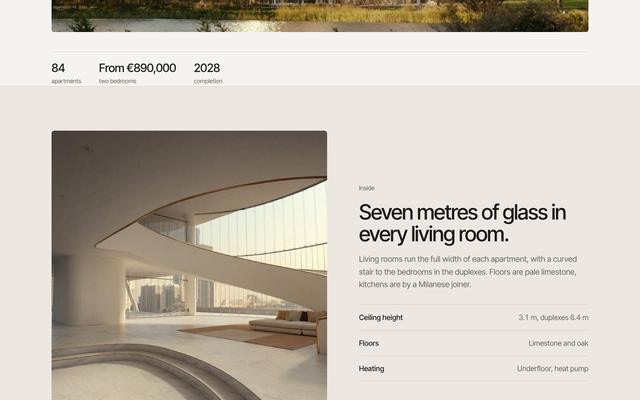 84
apartments
From €890,000
two bedrooms
2028
completion
Inside
Seven metres of glass in
every living room.
Living rooms run the full width of each apartment, with a curved
stair to the bedrooms in the duplexes. Floors are pale limestone,
kitchens are by a Milanese joiner.
Ceiling height
3.1 m, duplexes 6.4 m
Floors
Limestone and oak
Heating
Underfloor, heat pump